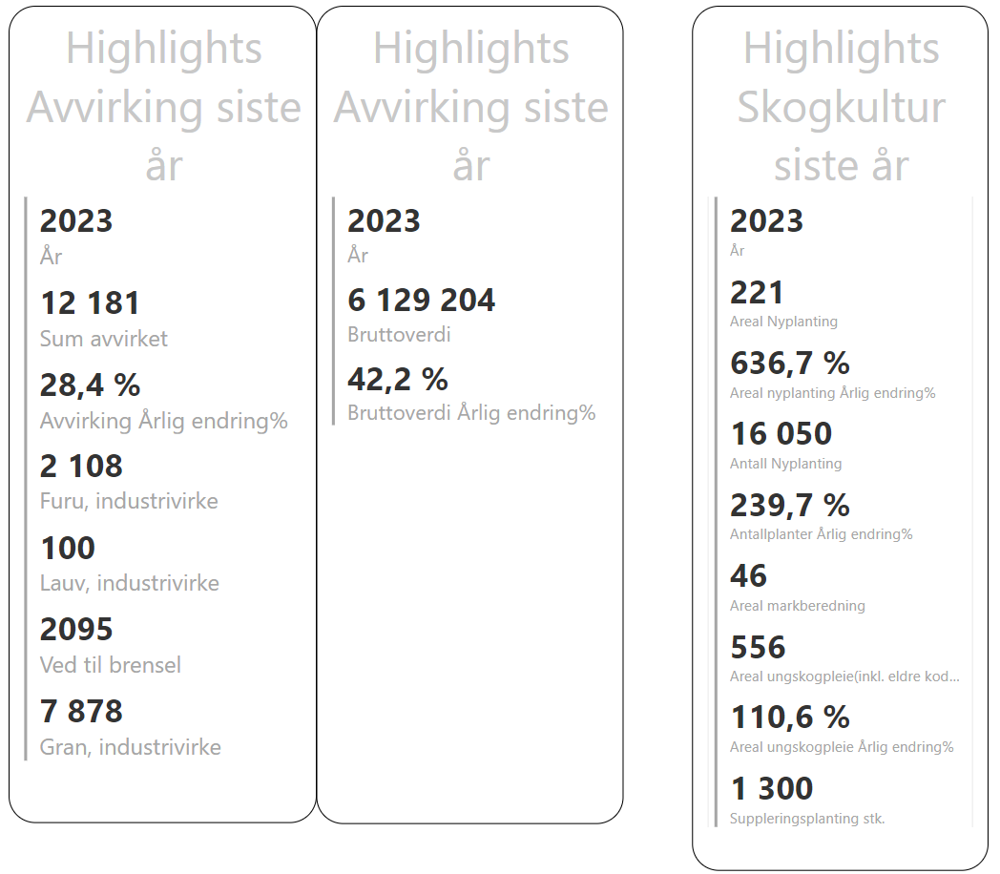 Highlights
Avvirking siste
år
2023
År
12 181
Sum avvirket
28,4 %
Avvirking Årlig endring%
2 108
Furu, industrivirke
100
Lauv, industrivirke
2095
Ved til brensel
7 878
Gran, industrivirke
Highlights
Avvirking siste
år
2023
År
6 129 204
Bruttoverdi
42,2 %
Bruttoverdi Årlig endring%
Highlights
Skogkultur
siste år
2023
År
221
Areal Nyplanting
636,7 %
Areal nyplanting Årlig endring%
16 050
Antall Nyplanting
239,7 %
Antallplanter Årlig endring%
46
Areal markberedning
556
Areal ungskogpleie(inkl. eldre kod...
110,6 %
Areal ungskogpleie Årlig endring%
1 300
Suppleringsplanting stk.